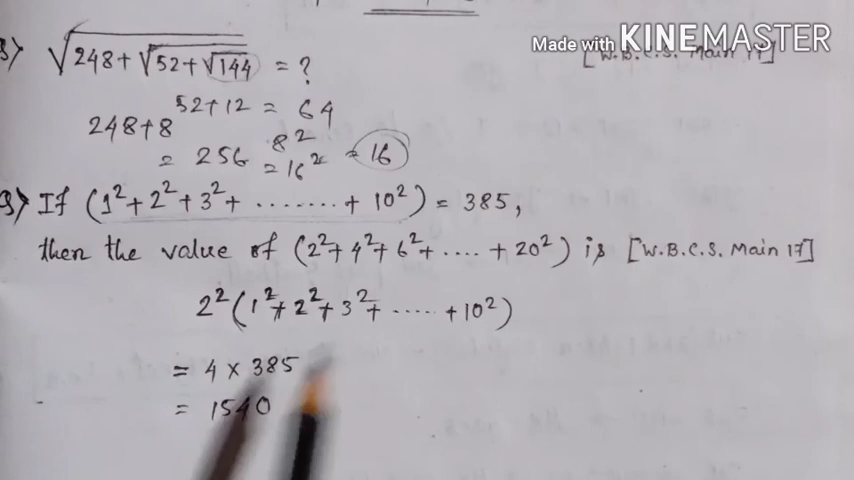 Made with KINEMASTER
√248+√52+√144 = ? [W.B.C.S. Main 17]
52+12 = 64
248+8 8²
= 256 = 16² = 16
Q> If (1²+2²+3²+ ........ + 10²) = 385,
then the value of (2²+4²+6²+ .... + 20²) is [W.B.C.S. Main 17]
2²(1²+2²+3²+ ..... +10²)
= 4 × 385
= 1540